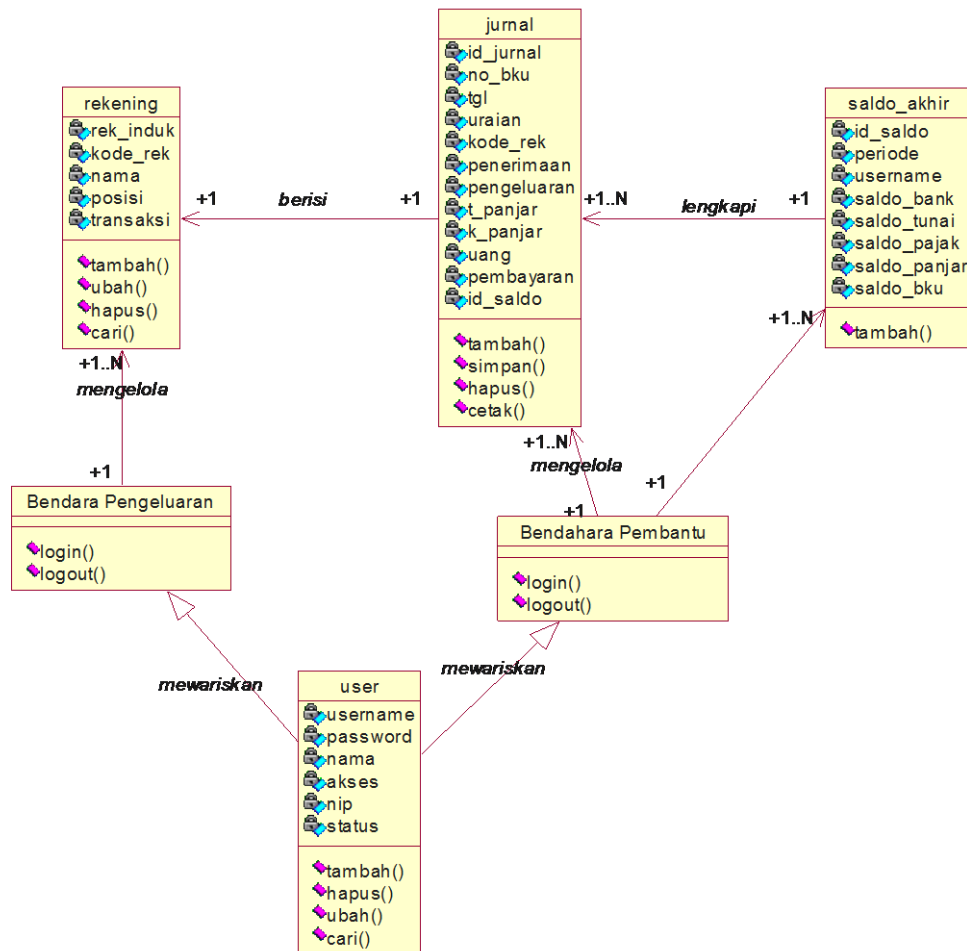 jurnal
id_jurnal
no_bku
tgl
uraian
kode_rek
penerimaan
pengeluaran
t_panjar
k_panjar
uang
pembayaran
id_saldo
tambah()
simpan()
hapus()
cetak()
rekening
rek_induk
kode_rek
nama
posisi
transaksi
tambah()
ubah()
hapus()
cari()
saldo_akhir
id_saldo
periode
username
saldo_bank
saldo_tunai
saldo_pajak
saldo_panjar
saldo_bku
tambah()
+1
berisi
+1
+1..N
lengkapi
+1
+1..N
mengelola
+1
+1..N
mengelola
+1
+1..N
+1
Bendara Pengeluaran
login()
logout()
Bendahara Pembantu
login()
logout()
mewariskan
mewariskan
user
username
password
nama
akses
nip
status
tambah()
hapus()
ubah()
cari()